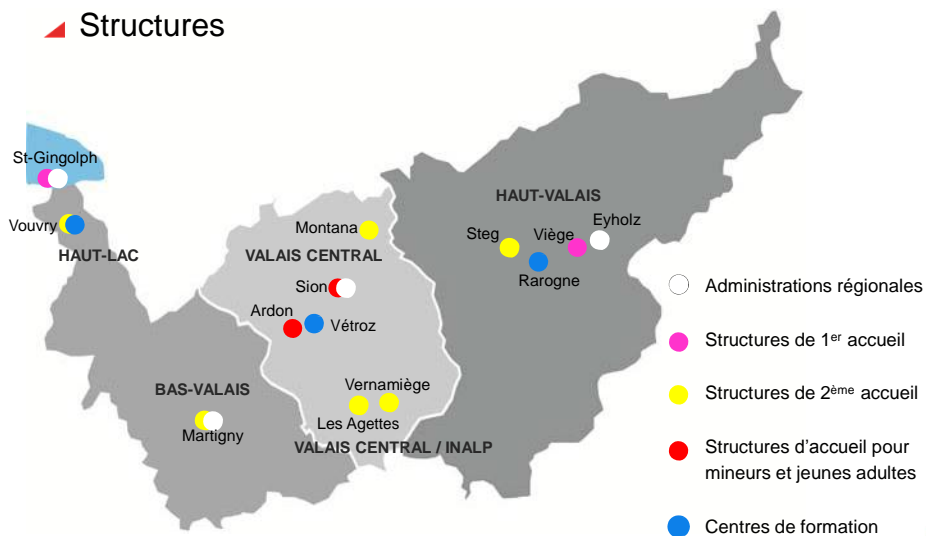 Structures
St-Gingolph
Vouvry
HAUT-LAC
Montana
VALAIS CENTRAL
Sion
Ardon
Vétroz
BAS-VALAIS
Martigny
Vernamiège
Les Agettes
VALAIS CENTRAL / INALP
HAUT-VALAIS
Eyholz
Steg
Viège
Rarogne
Administrations régionales
Structures de 1er accueil
Structures de 2ème accueil
Structures d'accueil pour
mineurs et jeunes adultes
Centres de formation